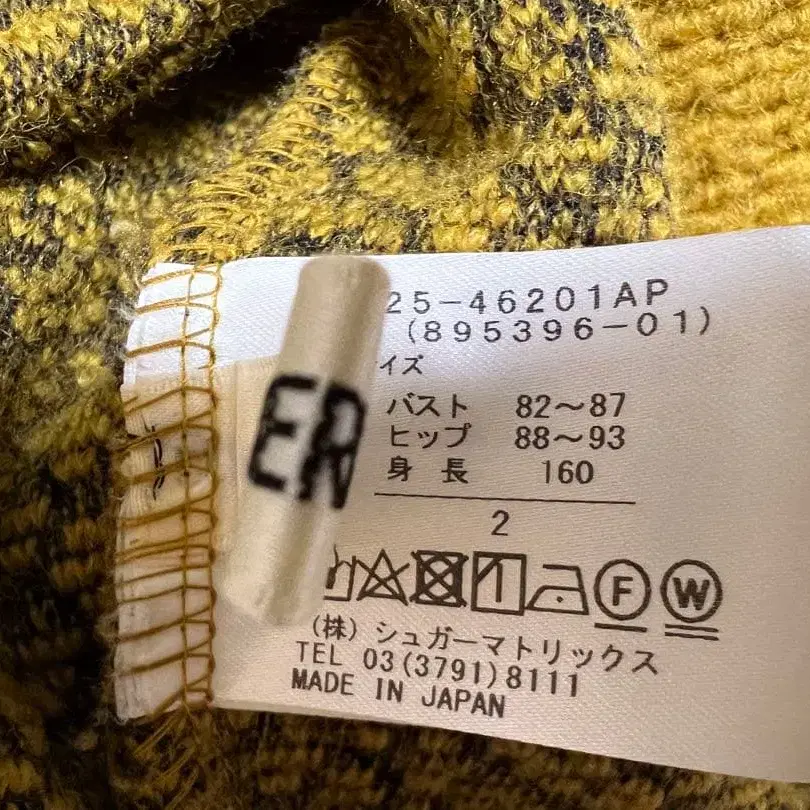 25-46201AP
(895396-01)
イズ
バスト 82～87
ヒップ 88～93
身長 160
2
F W
(株) シュガーマトリックス
TEL 03(3791)8111
MADE IN JAPAN
ER